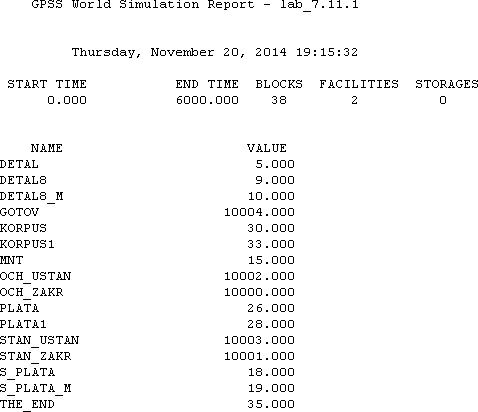 GPSS World Simulation Report - lab_7.11.1
Thursday, November 20, 2014 19:15:32
START TIME END TIME BLOCKS FACILITIES STORAGES
0.000 6000.000 38 2 0
NAME VALUE
DETAL 5.000
DETAL8 9.000
DETAL8_M 10.000
GOTOV 10004.000
KORPUS 30.000
KORPUS1 33.000
MNT 15.000
OCH_USTAN 10002.000
OCH_ZAKR 10000.000
PLATA 26.000
PLATA1 28.000
STAN_USTAN 10003.000
STAN_ZAKR 10001.000
S_PLATA 18.000
S_PLATA_M 19.000
THE_END 35.000